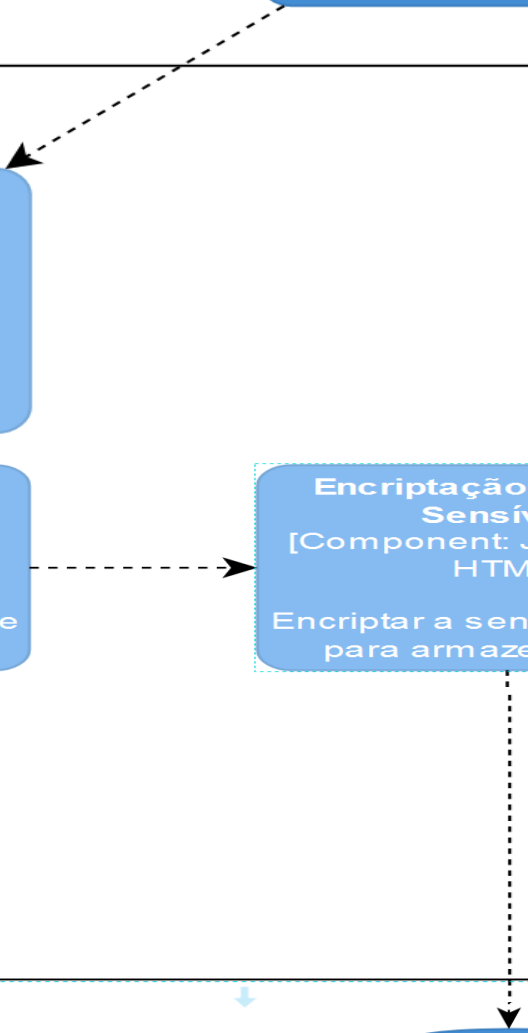 Encriptação
Sensív
[Component: J
HTM
e
Encriptar a sen
para armaze